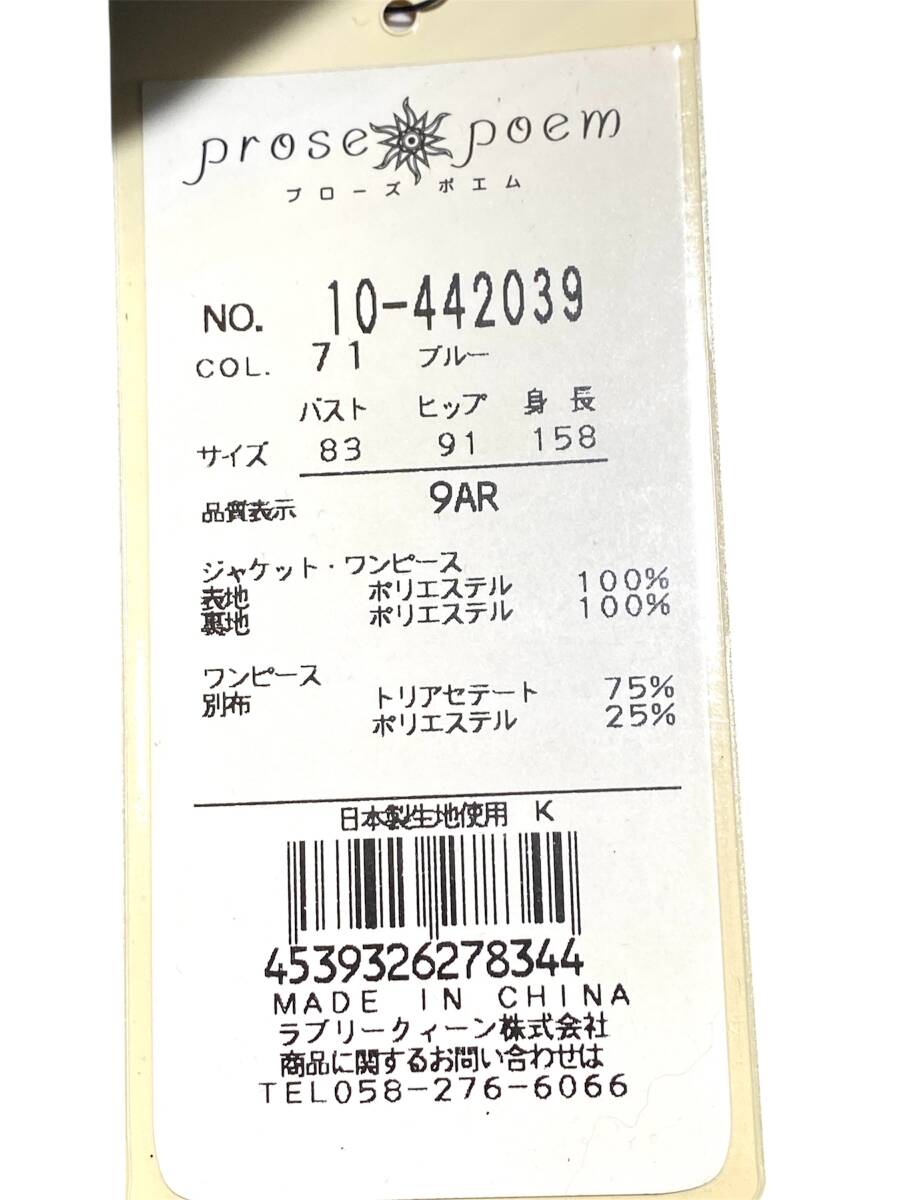 prose poem
プローズ ポエム
NO. 10-442039
COL. 71 ブルー
バスト ヒップ 身長
サイズ 83 91 158
品質表示 9AR
ジャケット・ワンピース
表地 ポリエステル 100%
裏地 ポリエステル 100%
ワンピース
別布 トリアセテート 75%
ポリエステル 25%
日本製生地使用 K
4539326278344
MADE IN CHINA
ラブリークィーン株式会社
商品に関するお問い合わせは
TEL058-276-6066